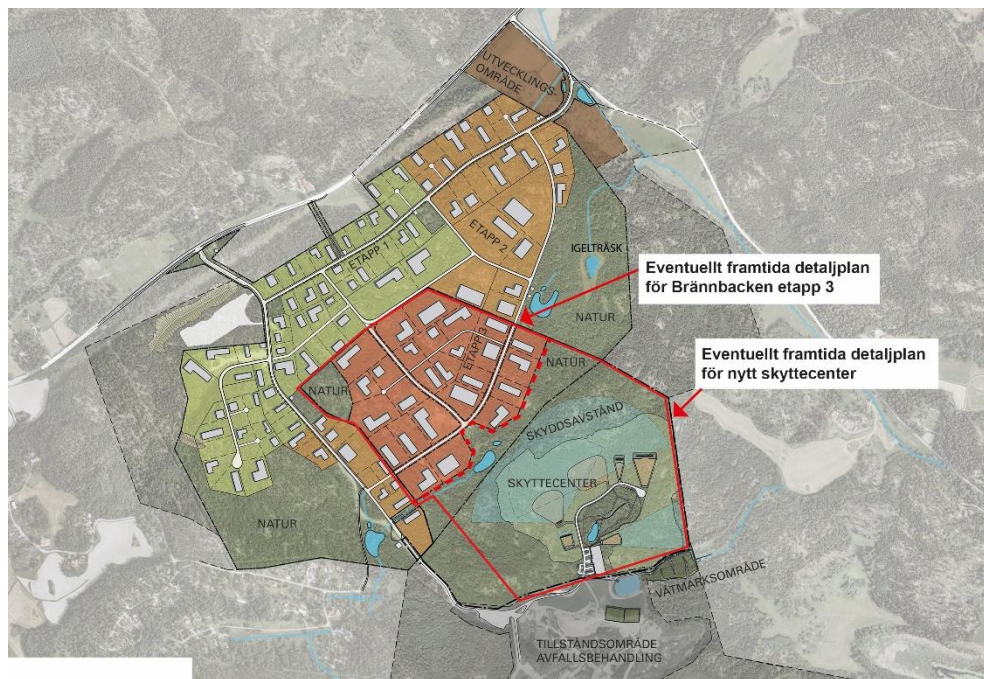 UTVECKLINGS-
OMRÅDE
ETAPP 1
ETAPP 2
IGELTRÄSK
Eventuellt framtida detaljplan
för Brännbacken etapp 3
NATUR
ETAPP 3
NATUR
Eventuellt framtida detaljplan
för nytt skyttecenter
NATUR
SKYDDSAVSTÅND
SKYTTECENTER
NATUR
VÅTMARKSOMRÅDE
TILLSTÅNDSOMRÅDE
AVFALLSBEHANDLING